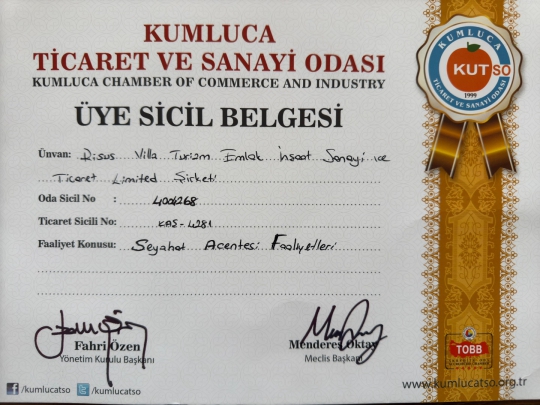 KUMLUCA
TİCARET VE SANAYİ ODASI
KUMLUCA CHAMBER OF COMMERCE AND INDUSTRY
ÜYE SİCİL BELGESİ
Ünvan: Disus Villa Turizm Emlak İnşaat Sanayi ve
Ticaret Limited Şirketi
Oda Sicil No : 4004268
Ticaret Sicili No: KAS-4281
Faaliyet Konusu: Seyahat Acentesi Faaliyetleri
Fahri Özen
Yönetim Kurulu Başkanı
Menderes Oktay
Meclis Başkanı
/kumlucatso /kumlucatso
www.kumlucatso.org.tr
KUMLUCA
KUTSO
1999
TİCARET VE SANAYİ ODASI
TOBB